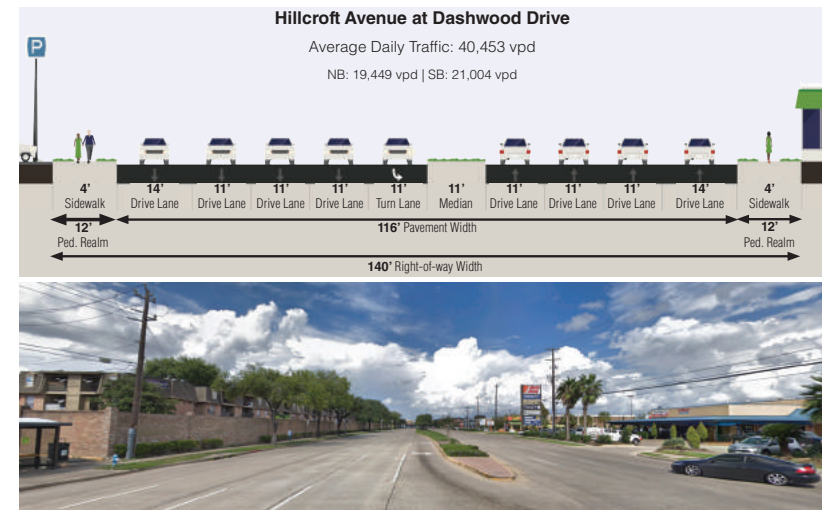 Hillcroft Avenue at Dashwood Drive
Average Daily Traffic: 40,453 vpd
NB: 19,449 vpd | SB: 21,004 vpd
P
4' 14' 11' 11' 11' 11' 11' 11' 11' 11' 14' 4'
Sidewalk Drive Lane Drive Lane Drive Lane Drive Lane Turn Lane Median Drive Lane Drive Lane Drive Lane Drive Lane Sidewalk
12' 116' Pavement Width 12'
Ped. Realm Ped. Realm
140' Right-of-way Width